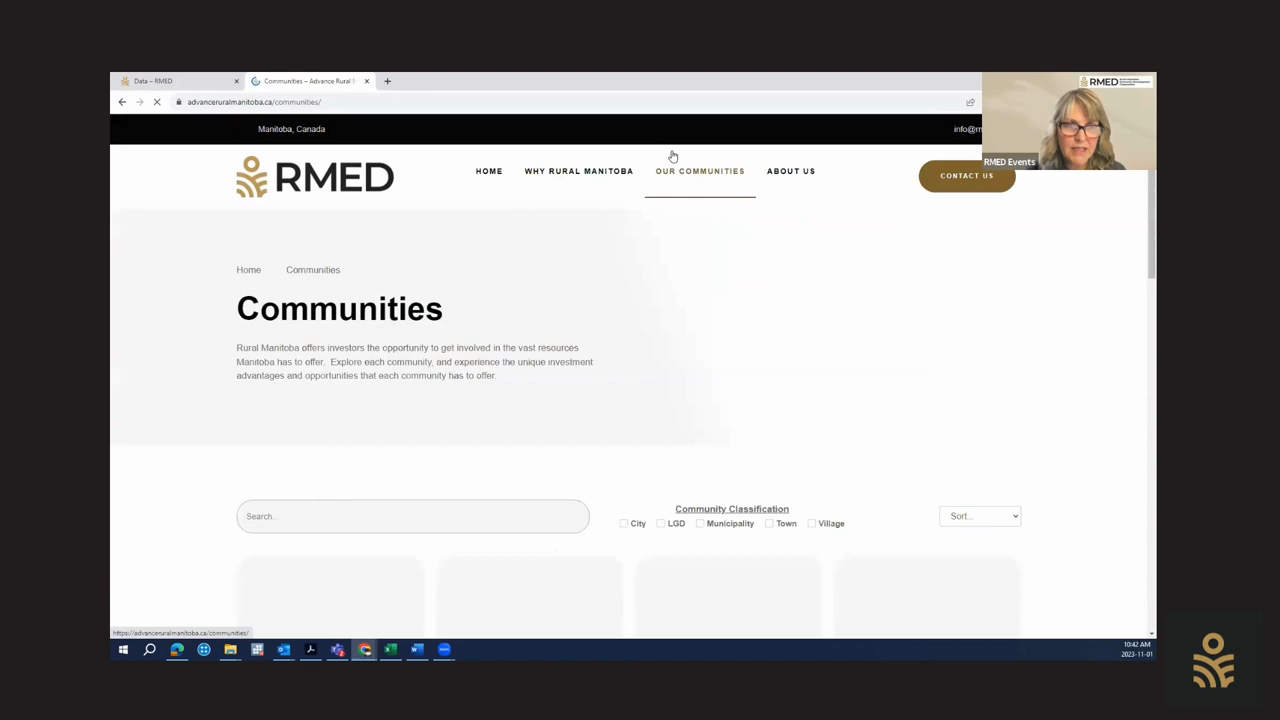 Data – RMED
Communities – Advance Rural
advanceruralmanitoba.ca/communities/
RMED
RMED Events
Manitoba, Canada
RMED
HOME
WHY RURAL MANITOBA
OUR COMMUNITIES
ABOUT US
CONTACT US
Home
Communities
Communities
Rural Manitoba offers investors the opportunity to get involved in the vast resources
Manitoba has to offer. Explore each community, and experience the unique investment
advantages and opportunities that each community has to offer.
Search...
Community Classification
City
LGD
Municipality
Town
Village
Sort...
https://advanceruralmanitoba.ca/communities/
10:42 AM
2023-11-01